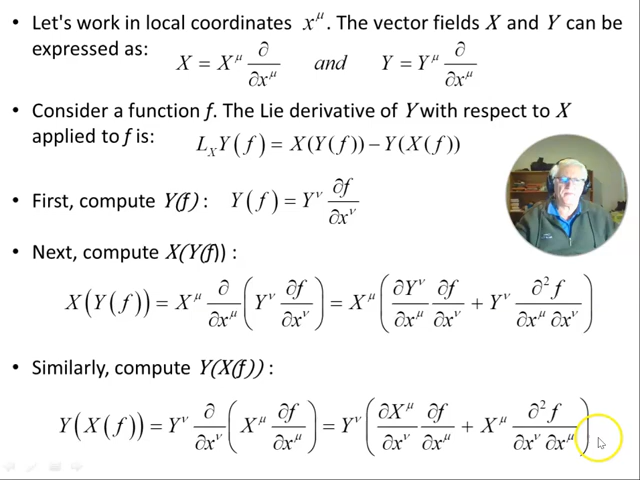 • Let's work in local coordinates x^μ. The vector fields X and Y can be
expressed as:
X = X^μ ∂/∂x^μ and Y = Y^μ ∂/∂x^μ
• Consider a function f. The Lie derivative of Y with respect to X
applied to f is:
L_X Y(f) = X(Y(f)) − Y(X(f))
• First, compute Y(f) : Y(f) = Y^ν ∂f/∂x^ν
• Next, compute X(Y(f)) :
X(Y(f)) = X^μ ∂/∂x^μ (Y^ν ∂f/∂x^ν) = X^μ (∂Y^ν/∂x^μ ∂f/∂x^ν + Y^ν ∂²f/∂x^μ ∂x^ν)
• Similarly, compute Y(X(f)) :
Y(X(f)) = Y^ν ∂/∂x^ν (X^μ ∂f/∂x^μ) = Y^ν (∂X^μ/∂x^ν ∂f/∂x^μ + X^μ ∂²f/∂x^ν ∂x^μ)